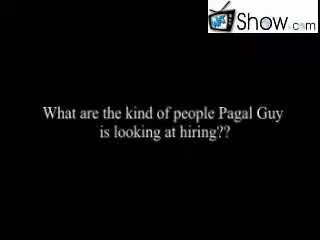 Show.com
What are the kind of people Pagal Guy
is looking at hiring??